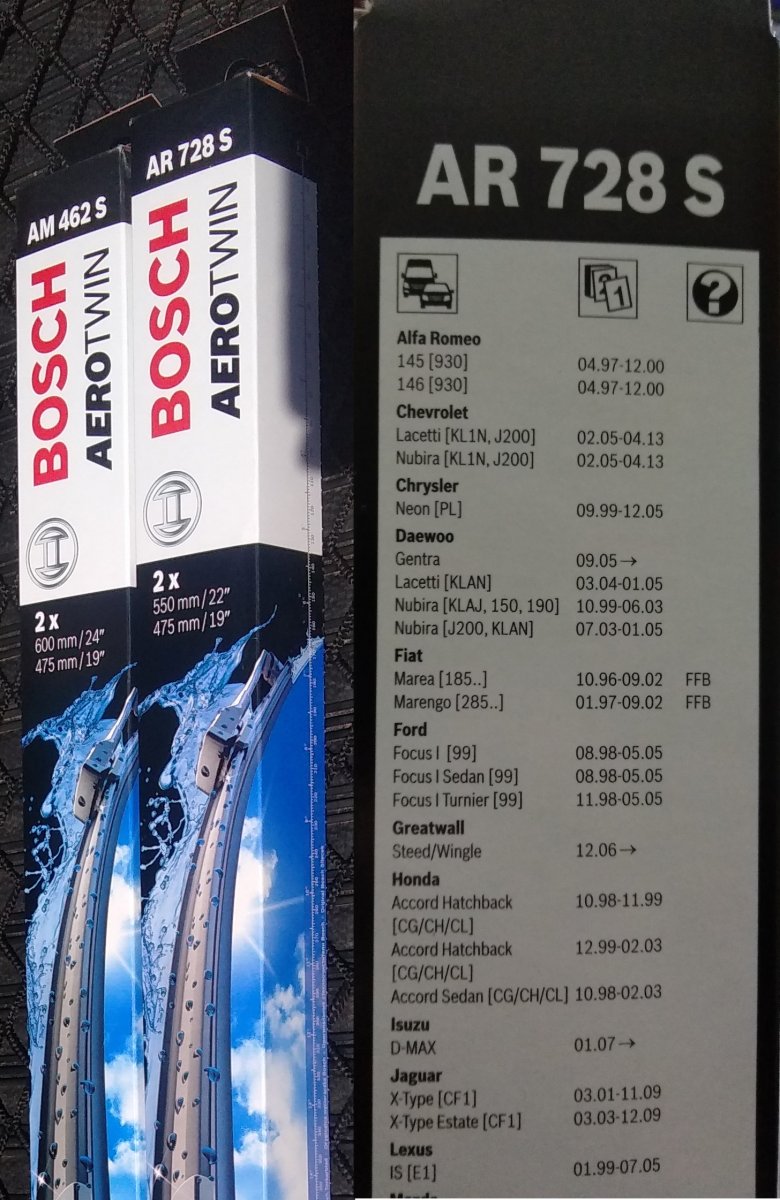 AM 462 S
BOSCH
AEROTWIN
2 x
600 mm/24"
475 mm/19"
AR 728 S
BOSCH
AEROTWIN
2 x
550 mm/22"
475 mm/19"
AR 728 S
Alfa Romeo
145 [930] 04.97-12.00
146 [930] 04.97-12.00
Chevrolet
Lacetti [KL1N, J200] 02.05-04.13
Nubira [KL1N, J200] 02.05-04.13
Chrysler
Neon [PL] 09.99-12.05
Daewoo
Gentra 09.05→
Lacetti [KLAN] 03.04-01.05
Nubira [KLAJ, 150, 190] 10.99-06.03
Nubira [J200, KLAN] 07.03-01.05
Fiat
Marea [185..] 10.96-09.02 FFB
Marengo [285..] 01.97-09.02 FFB
Ford
Focus I [99] 08.98-05.05
Focus I Sedan [99] 08.98-05.05
Focus I Turnier [99] 11.98-05.05
Greatwall
Steed/Wingle 12.06→
Honda
Accord Hatchback 10.98-11.99
[CG/CH/CL]
Accord Hatchback 12.99-02.03
[CG/CH/CL]
Accord Sedan [CG/CH/CL] 10.98-02.03
Isuzu
D-MAX 01.07→
Jaguar
X-Type [CF1] 03.01-11.09
X-Type Estate [CF1] 03.03-12.09
Lexus
IS [E1] 01.99-07.05